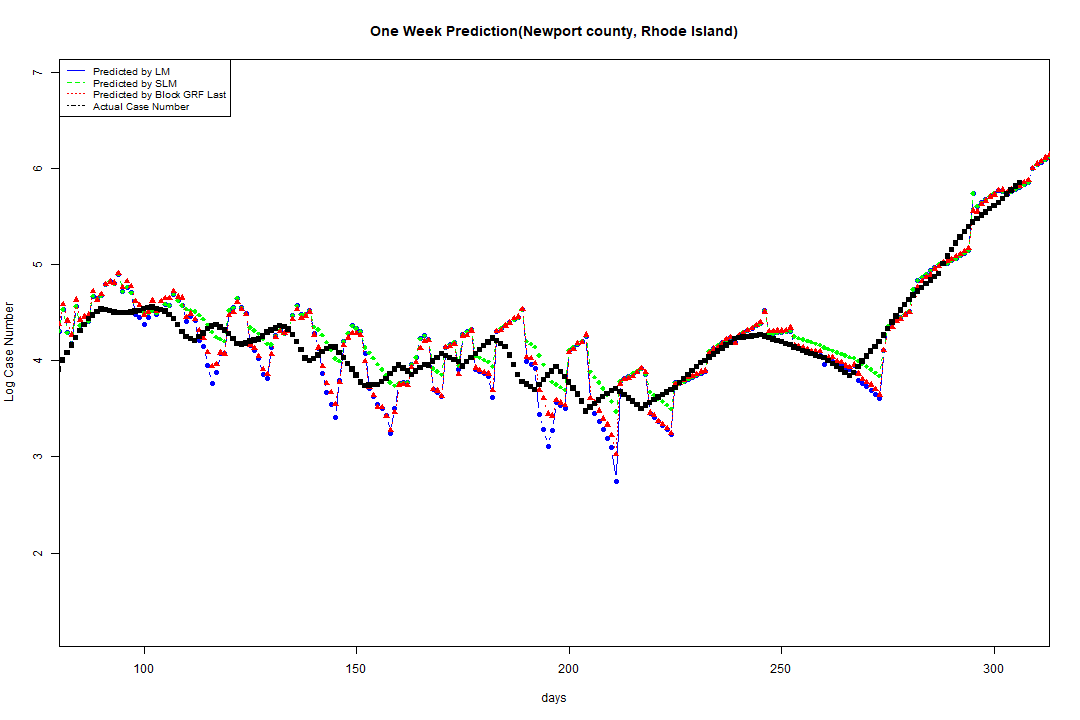 One Week Prediction(Newport county, Rhode Island)
Predicted by LM
Predicted by SLM
Predicted by Block GRF Last
Actual Case Number
7
6
5
4
3
2
Log Case Number
100 150 200 250 300
days